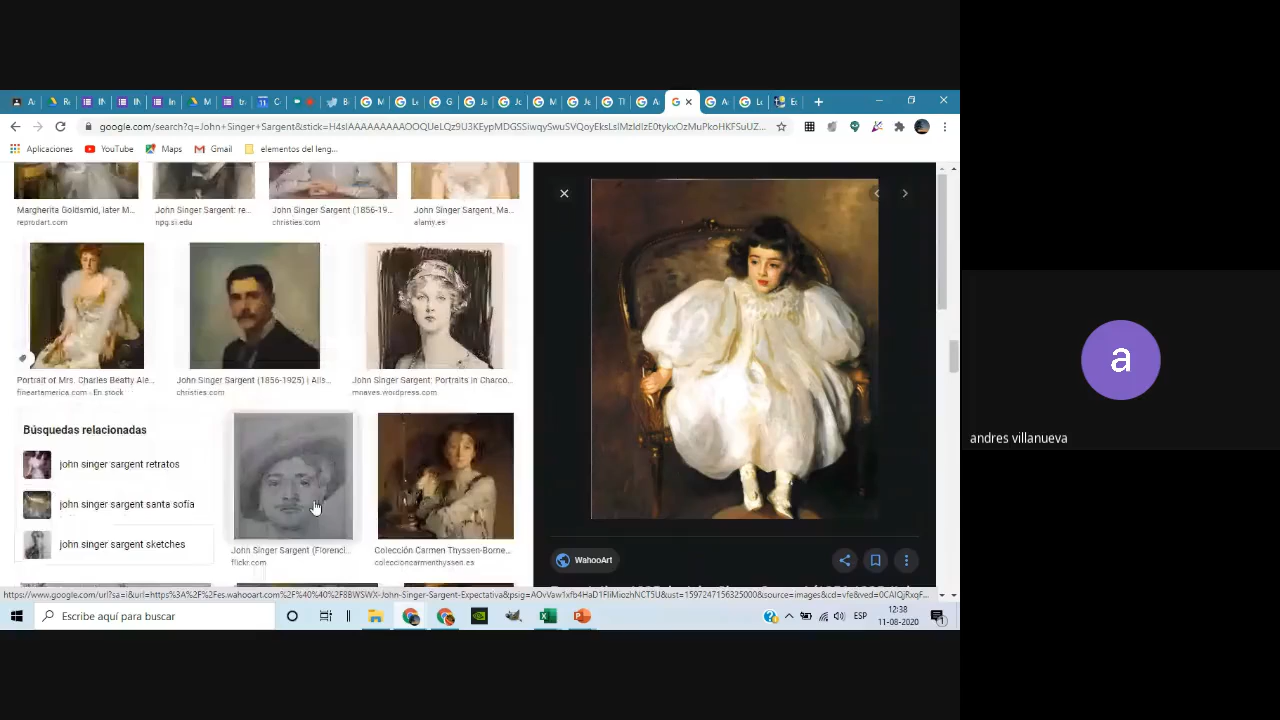 google.com/search?q=John+Singer+Sargent&stick=
Aplicaciones YouTube Maps Gmail elementos del leng...
Margherita Goldsmid, later M...
reprodart.com
John Singer Sargent: re...
npg.si.edu
John Singer Sargent (1856-19...
christies.com
John Singer Sargent, Ma...
alamy.es
Portrait of Mrs. Charles Beatty Ale...
fineartamerica.com · En stock
John Singer Sargent (1856-1925) | Alis...
christies.com
John Singer Sargent: Portraits in Charco...
mnaves.wordpress.com
Búsquedas relacionadas
john singer sargent retratos
john singer sargent santa sofia
john singer sargent sketches
John Singer Sargent (Florenci...
flickr.com
Colección Carmen Thyssen-Borne...
coleccioncarmenthyssen.es
WahooArt
Escribe aquí para buscar
ESP
12:38
11-08-2020
a
andres villanueva